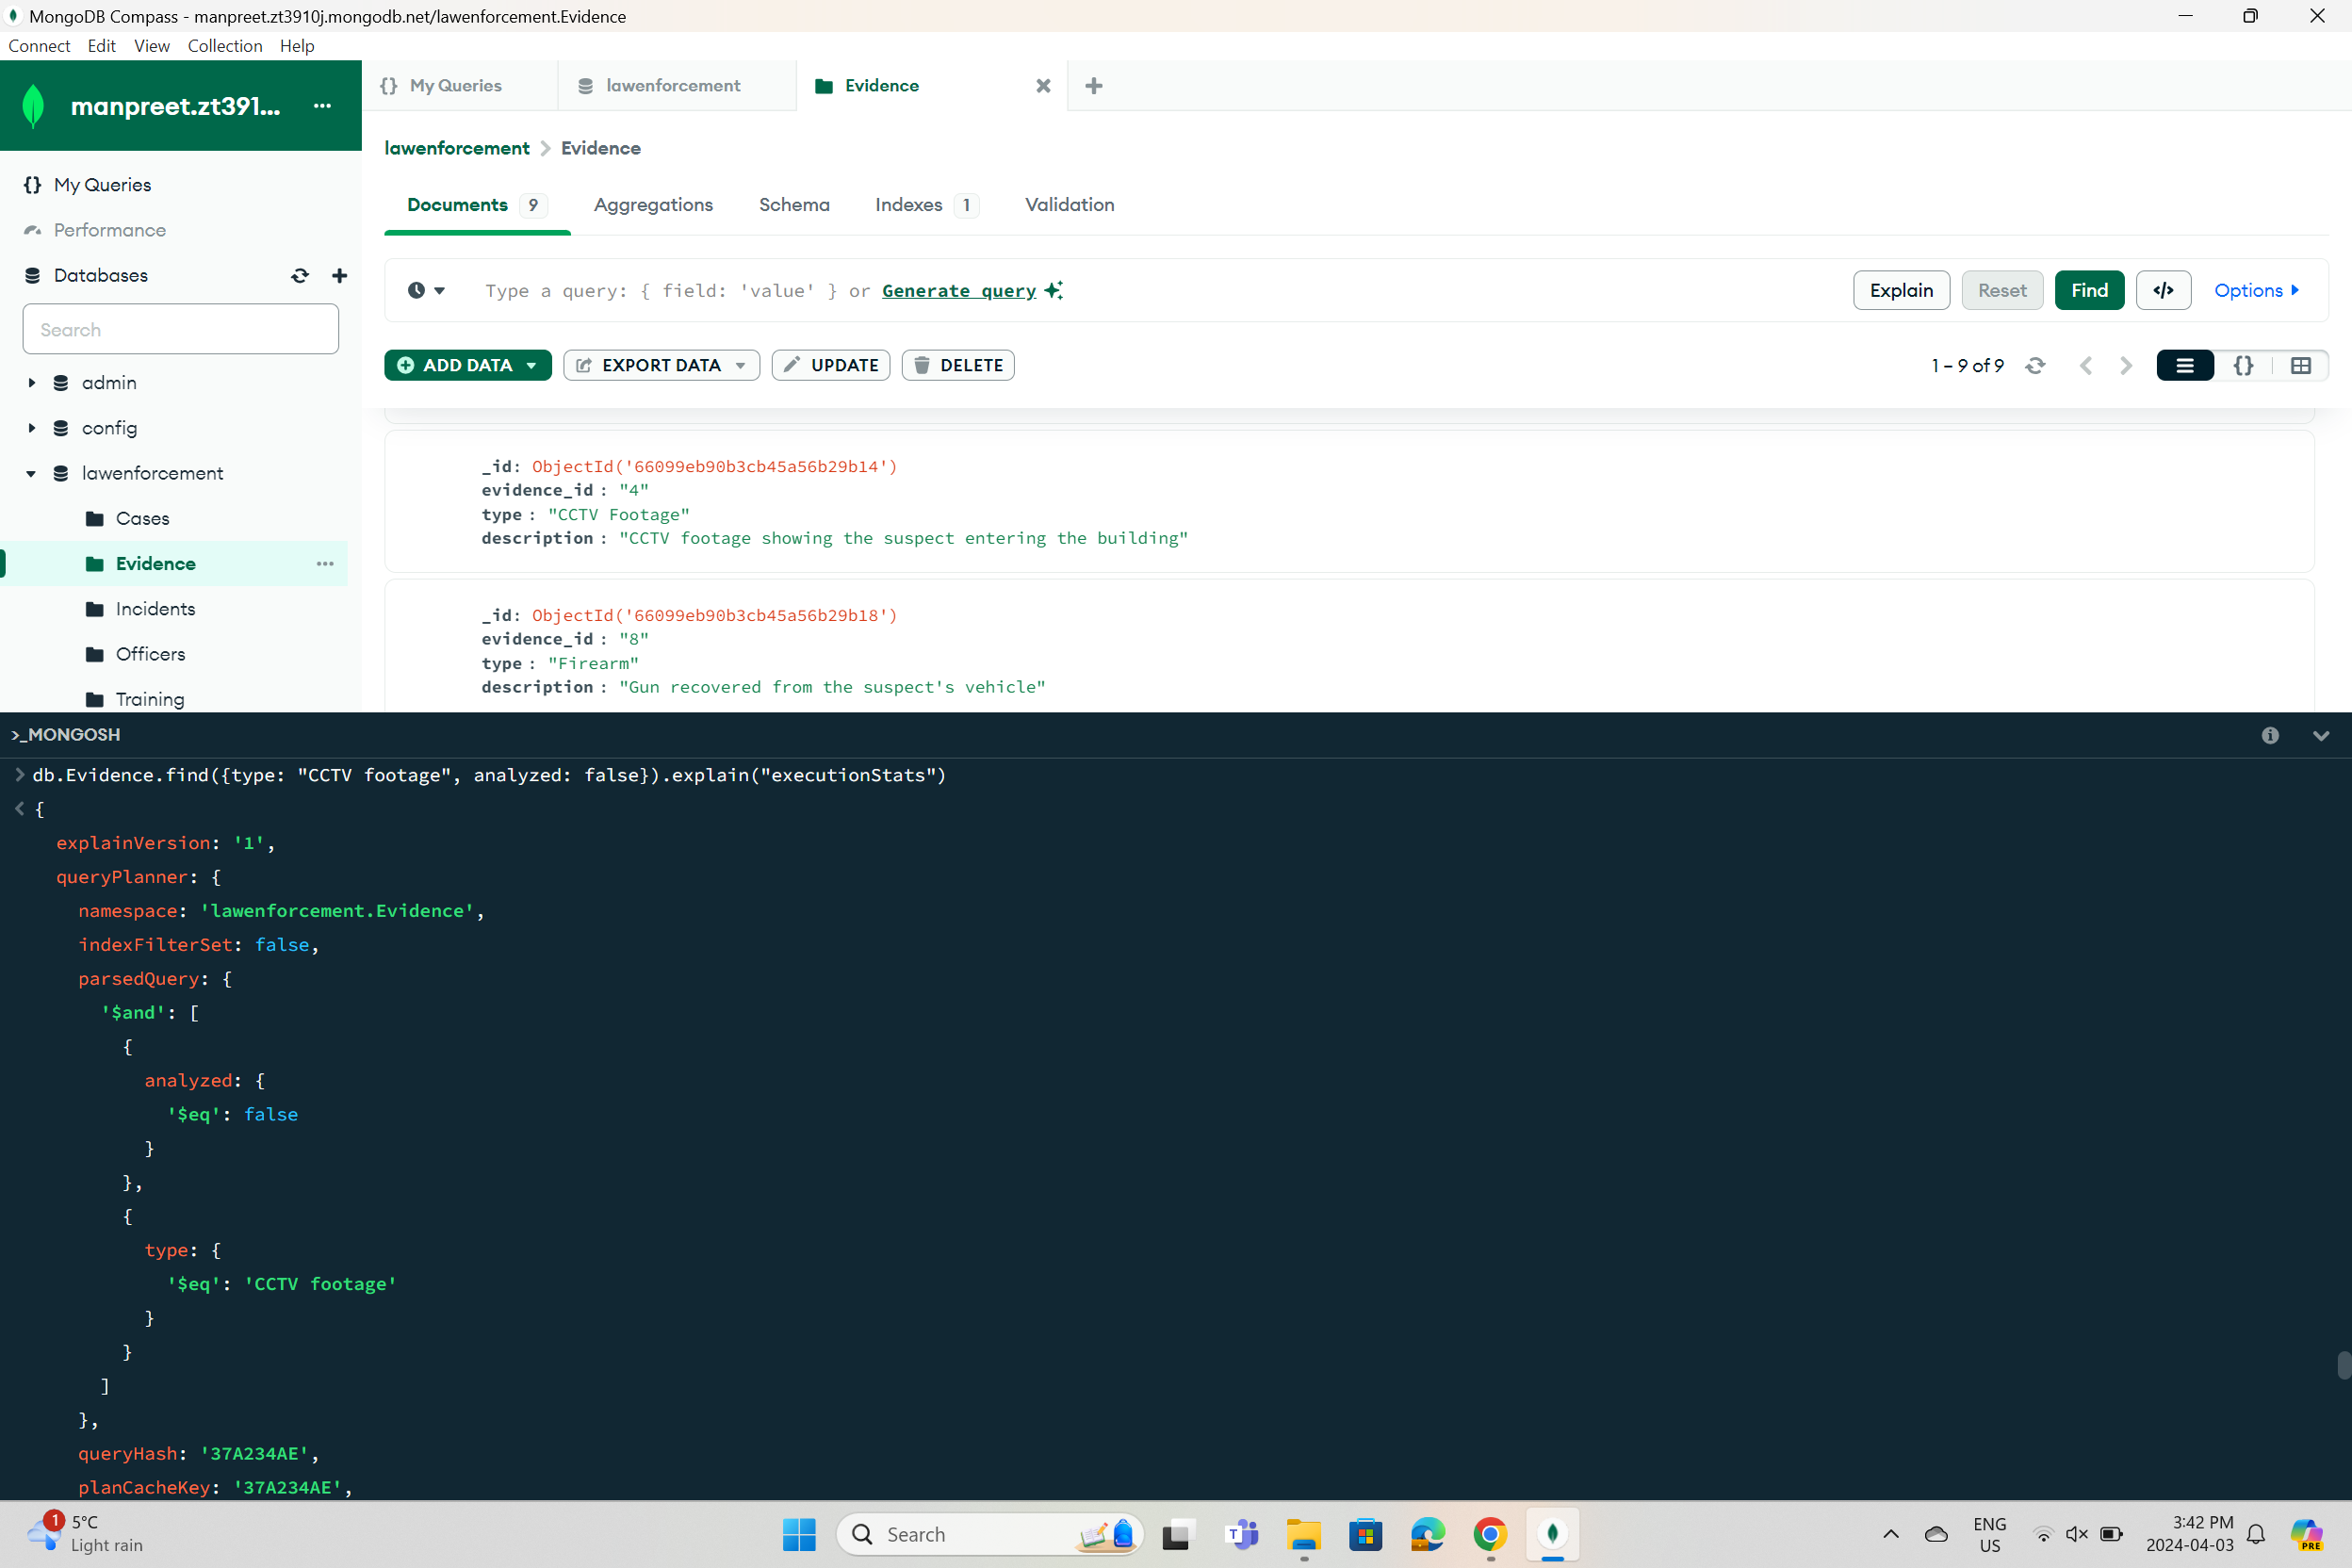 MongoDB Compass - manpreet.zt3910j.mongodb.net/lawenforcement.Evidence
Connect Edit View Collection Help
manpreet.zt391... ...
My Queries
Performance
Databases
Search
admin
config
lawenforcement
Cases
Evidence ...
Incidents
Officers
Training
{} My Queries lawenforcement Evidence
lawenforcement > Evidence
Documents 9 Aggregations Schema Indexes 1 Validation
Type a query: { field: 'value' } or Generate query Explain Reset Find </> Options
ADD DATA EXPORT DATA UPDATE DELETE 1 – 9 of 9 {}
_id: ObjectId('66099eb90b3cb45a56b29b14')
evidence_id : "4"
type : "CCTV Footage"
description : "CCTV footage showing the suspect entering the building"
_id: ObjectId('66099eb90b3cb45a56b29b18')
evidence_id : "8"
type : "Firearm"
description : "Gun recovered from the suspect's vehicle"
>_MONGOSH
> db.Evidence.find({type: "CCTV footage", analyzed: false}).explain("executionStats")
< {
explainVersion: '1',
queryPlanner: {
namespace: 'lawenforcement.Evidence',
indexFilterSet: false,
parsedQuery: {
'$and': [
{
analyzed: {
'$eq': false
}
},
{
type: {
'$eq': 'CCTV footage'
}
}
]
},
queryHash: '37A234AE',
planCacheKey: '37A234AE',
1 5°C
Light rain
Search
ENG
US
3:42 PM
2024-04-03
PRE